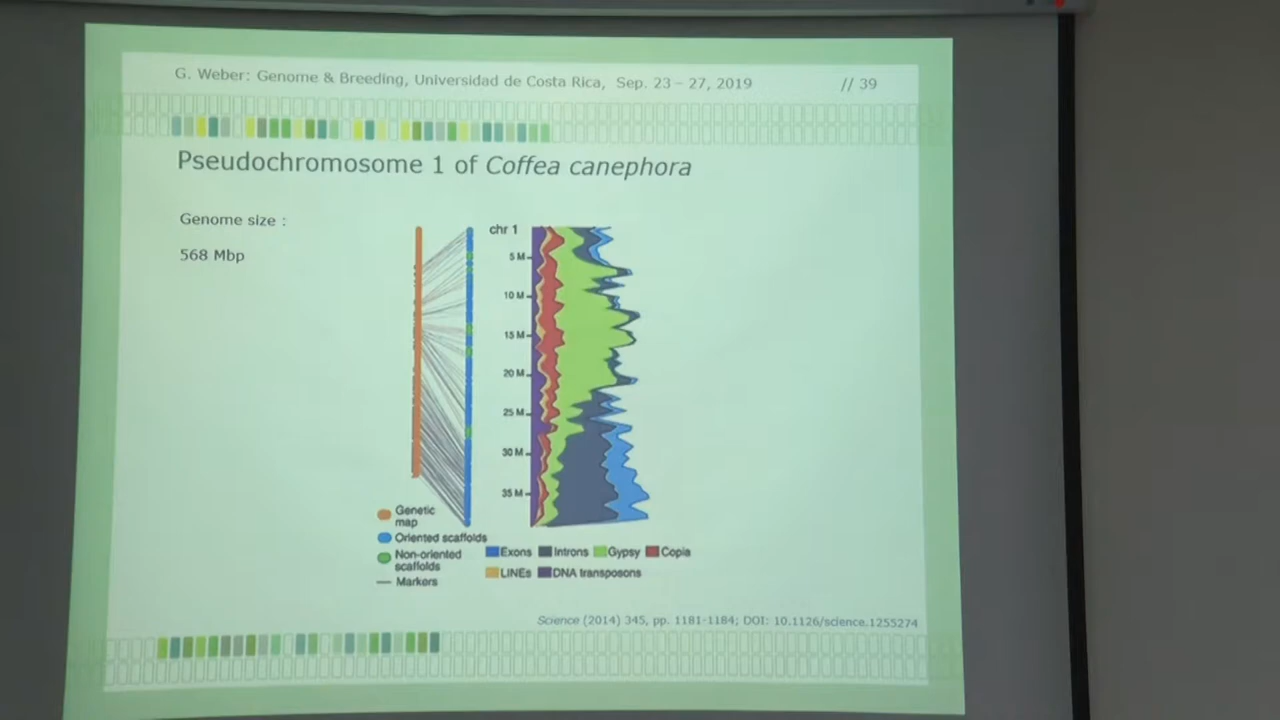 G. Weber: Genome & Breeding, Universidad de Costa Rica, Sep. 23 – 27, 2019 // 39
Pseudochromosome 1 of Coffea canephora
Genome size :
568 Mbp
chr 1
5 M
10 M
15 M
20 M
25 M
30 M
35 M
Genetic
map
Oriented scaffolds
Non-oriented
scaffolds
Markers
Exons Introns Gypsy Copia
LINEs DNA transposons
Science (2014) 345, pp. 1181-1184; DOI: 10.1126/science.1255274